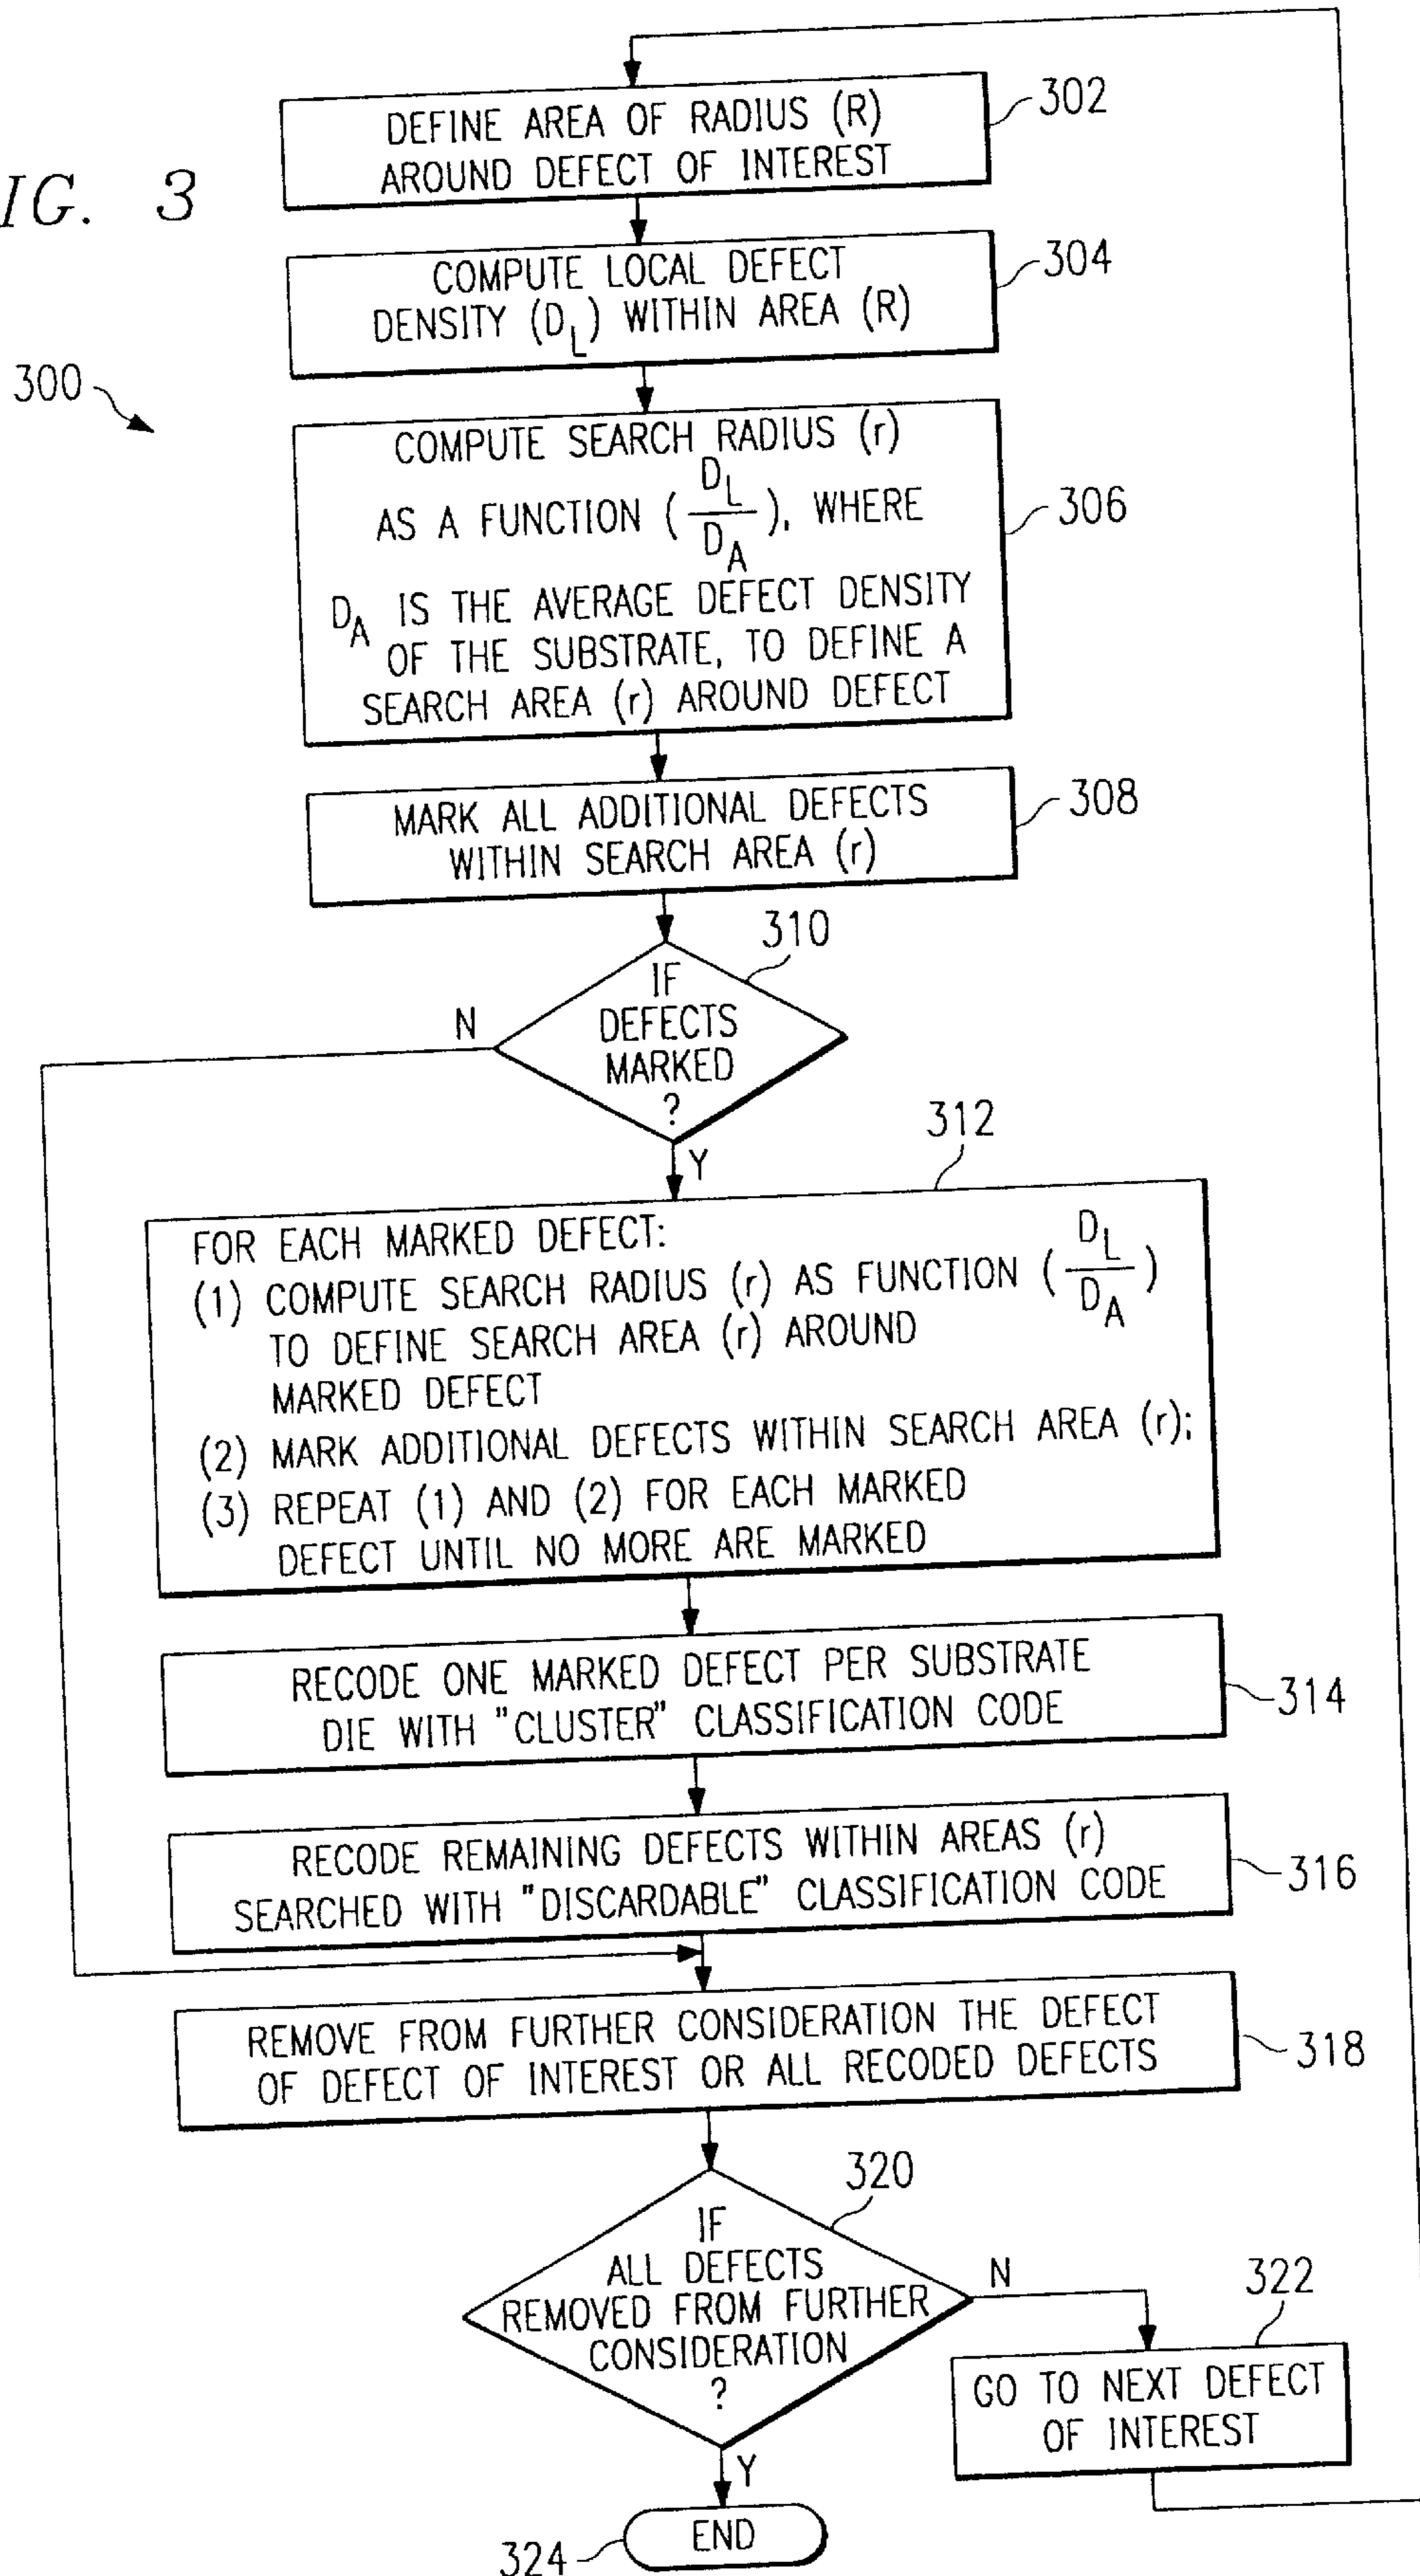 IG. 3
300
DEFINE AREA OF RADIUS (R)
AROUND DEFECT OF INTEREST
302
COMPUTE LOCAL DEFECT
DENSITY (D_L) WITHIN AREA (R)
304
COMPUTE SEARCH RADIUS (r)
AS A FUNCTION (D_L/D_A), WHERE
D_A IS THE AVERAGE DEFECT DENSITY
OF THE SUBSTRATE, TO DEFINE A
SEARCH AREA (r) AROUND DEFECT
306
MARK ALL ADDITIONAL DEFECTS
WITHIN SEARCH AREA (r)
308
310
IF
DEFECTS
MARKED
?
N
Y
312
FOR EACH MARKED DEFECT:
(1) COMPUTE SEARCH RADIUS (r) AS FUNCTION (D_L/D_A)
TO DEFINE SEARCH AREA (r) AROUND
MARKED DEFECT
(2) MARK ADDITIONAL DEFECTS WITHIN SEARCH AREA (r);
(3) REPEAT (1) AND (2) FOR EACH MARKED
DEFECT UNTIL NO MORE ARE MARKED
RECODE ONE MARKED DEFECT PER SUBSTRATE
DIE WITH "CLUSTER" CLASSIFICATION CODE
314
RECODE REMAINING DEFECTS WITHIN AREAS (r)
SEARCHED WITH "DISCARDABLE" CLASSIFICATION CODE
316
REMOVE FROM FURTHER CONSIDERATION THE DEFECT
OF DEFECT OF INTEREST OR ALL RECODED DEFECTS
318
320
IF
ALL DEFECTS
REMOVED FROM FURTHER
CONSIDERATION
?
N
Y
322
GO TO NEXT DEFECT
OF INTEREST
END
324